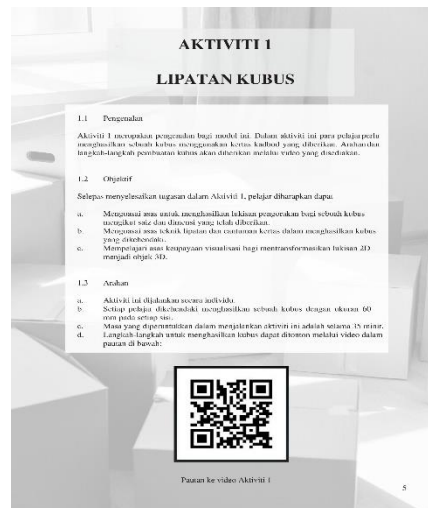 AKTIVITI 1
LIPATAN KUBUS
1.1 Pengenalan
Aktiviti 1 merupakan pengenalan bagi modul ini. Dalam aktiviti ini para pelajar perlu
menghasilkan sebuah kubus menggunakan kertas kadbod yang diberikan. Arahan dan
langkah-langkah pembuatan kubus akan diberikan melalui video yang disediakan.
1.2 Objektif
Selepas menyelesaikan tugasan dalam Aktiviti 1, pelajar diharapkan dapat
a. Menguasai asas untuk menghasilkan lukisan pengorakan bagi sebuah kubus
mengikut saiz dan dimensi yang telah diberikan.
b. Menguasai asas teknik lipatan dan cantuman kertas dalam menghasilkan kubus
yang dikehendaki.
c. Mempelajari asas keupayaan visualisasi bagi mentransformasikan lukisan 2D
menjadi objek 3D.
1.3 Arahan
a. Aktiviti ini dijalankan secara individu.
b. Setiap pelajar dikehendaki menghasilkan sebuah kubus dengan ukuran 60
mm pada setiap sisi.
c. Masa yang diperuntukkan dalam menjalankan aktiviti ini adalah selama 35 minit.
d. Langkah-langkah untuk menghasilkan kubus dapat ditonton melalui video dalam
pautan di bawah:
Pautan ke video Aktiviti 1
5